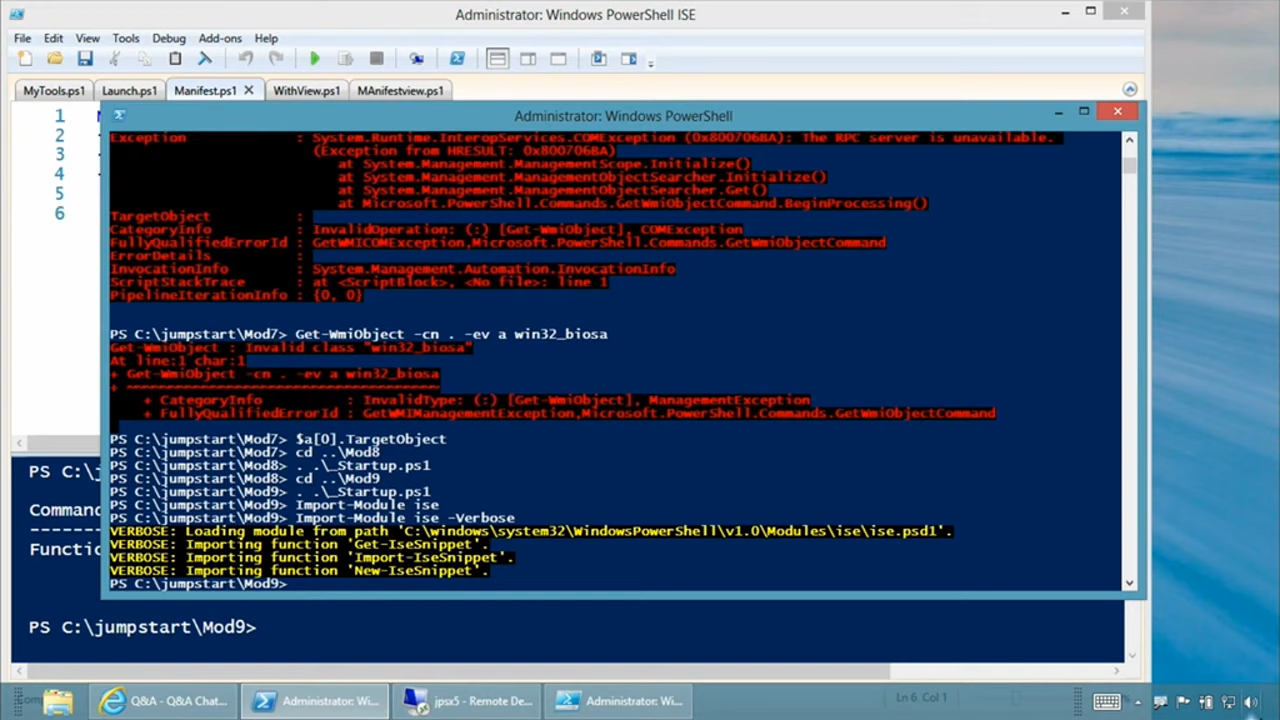 Administrator: Windows PowerShell ISE
File Edit View Tools Debug Add-ons Help
MyTools.ps1 Launch.ps1 Manifest.ps1 WithView.ps1 MAnifestview.ps1
1
2
3
4
5
6
Administrator: Windows PowerShell
Exception : System.Runtime.InteropServices.COMException (0x800706BA): The RPC server is unavailable.
(Exception from HRESULT: 0x800706BA)
at System.Management.ManagementScope.Initialize()
at System.Management.ManagementObjectSearcher.Initialize()
at System.Management.ManagementObjectSearcher.Get()
at Microsoft.PowerShell.Commands.GetWmiObjectCommand.BeginProcessing()
TargetObject :
CategoryInfo : InvalidOperation: (:) [Get-WmiObject], COMException
FullyQualifiedErrorId : GetWMICOMException,Microsoft.PowerShell.Commands.GetWmiObjectCommand
ErrorDetails :
InvocationInfo : System.Management.Automation.InvocationInfo
ScriptStackTrace : at <ScriptBlock>, <No file>: line 1
PipelineIterationInfo : {0, 0}
PS C:\jumpstart\Mod7> Get-WmiObject -cn . -ev a win32_biosa
Get-WmiObject : Invalid class "win32_biosa"
At line:1 char:1
+ Get-WmiObject -cn . -ev a win32_biosa
+ ~~~~~~~~~~~~~~~~~~~~~~~~~~~~~~~~~~~~~
+ CategoryInfo : InvalidType: (:) [Get-WmiObject], ManagementException
+ FullyQualifiedErrorId : GetWMIManagementException,Microsoft.PowerShell.Commands.GetWmiObjectCommand
PS C:\jumpstart\Mod7> $a[0].TargetObject
PS C:\jumpstart\Mod7> cd ..\Mod8
PS C:\jumpstart\Mod8> . .\_Startup.ps1
PS C:\jumpstart\Mod8> cd ..\Mod9
PS C:\jumpstart\Mod9> . .\_Startup.ps1
PS C:\jumpstart\Mod9> Import-Module ise
PS C:\jumpstart\Mod9> Import-Module ise -Verbose
VERBOSE: Loading module from path 'C:\windows\system32\WindowsPowerShell\v1.0\Modules\ise\ise.psd1'.
VERBOSE: Importing function 'Get-IseSnippet'.
VERBOSE: Importing function 'Import-IseSnippet'.
VERBOSE: Importing function 'New-IseSnippet'.
PS C:\jumpstart\Mod9>
PS C:\
Comman
-------
Functio
PS C:\jumpstart\Mod9>
Ln 6 Col 1
Q&A - Q&A Chat... Administrator: Wi... jpsx5 - Remote De... Administrator: Wi...